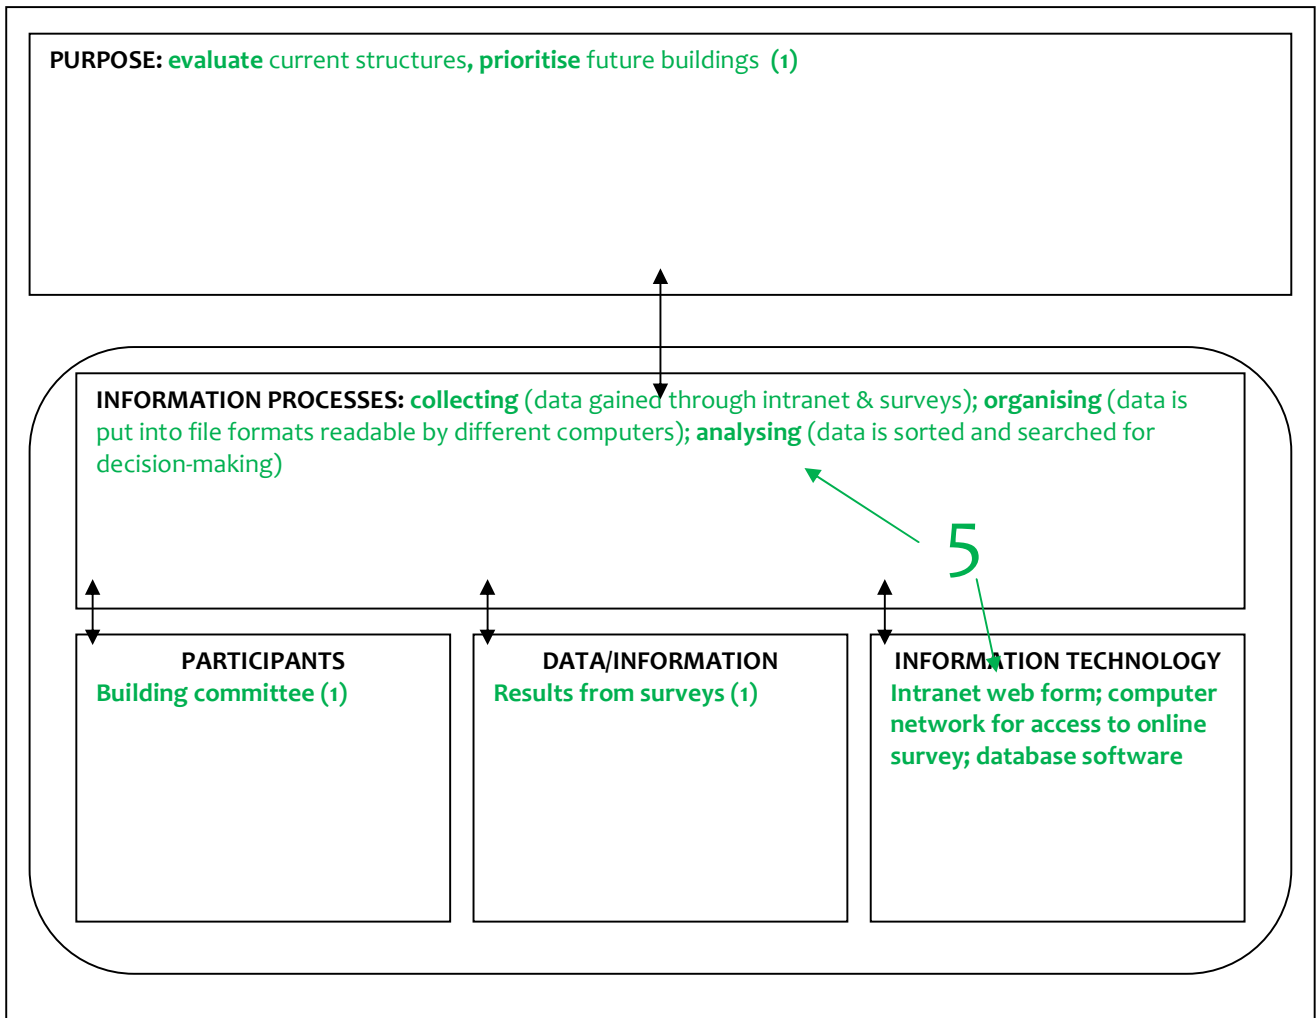 PURPOSE: evaluate current structures, prioritise future buildings (1)
INFORMATION PROCESSES: collecting (data gained through intranet & surveys); organising (data is
put into file formats readable by different computers); analysing (data is sorted and searched for
decision-making)
5
PARTICIPANTS
Building committee (1)
DATA/INFORMATION
Results from surveys (1)
INFORMATION TECHNOLOGY
Intranet web form; computer
network for access to online
survey; database software